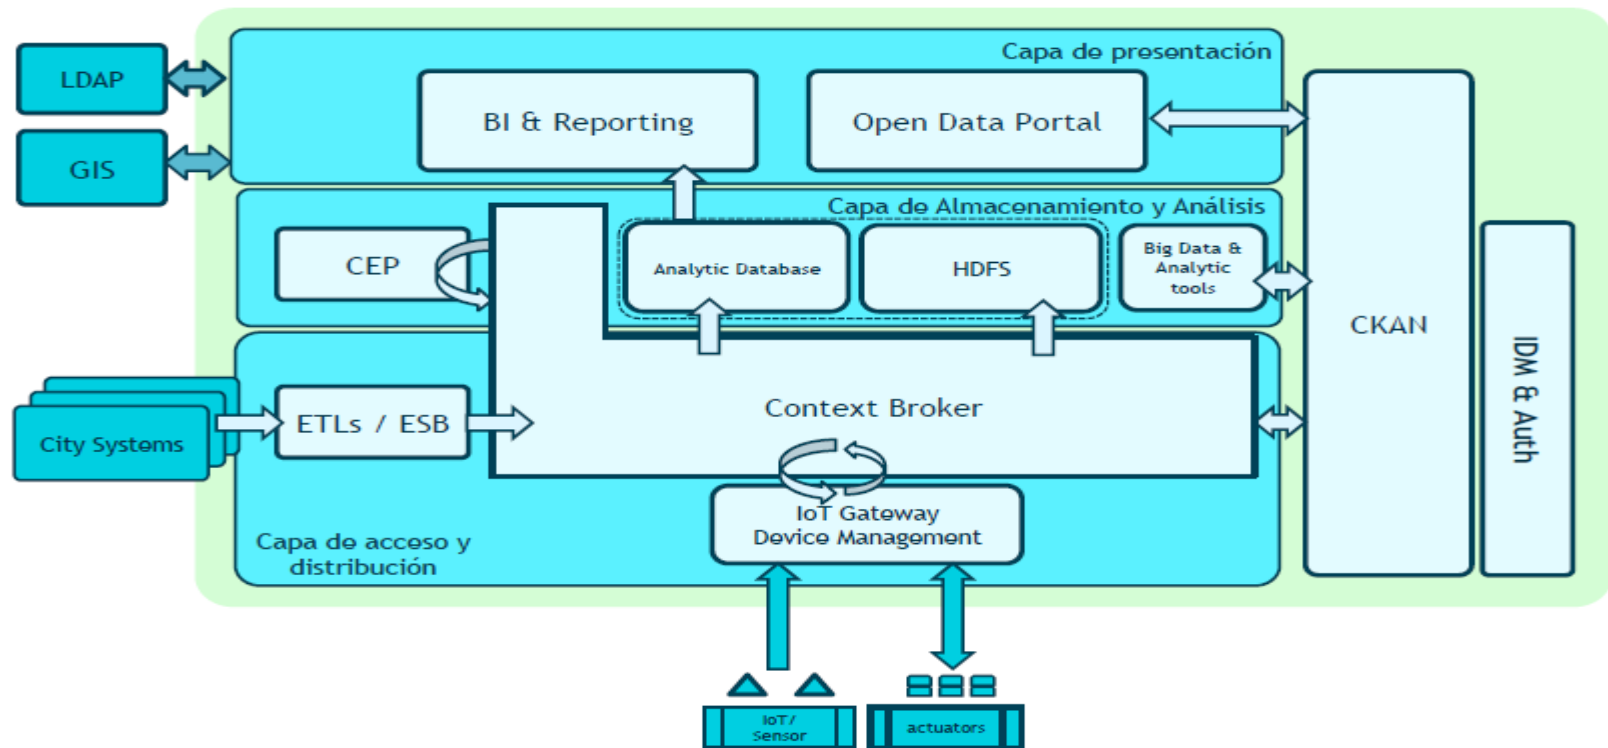 LDAP
GIS
Capa de presentación
BI & Reporting
Open Data Portal
Capa de Almacenamiento y Análisis
CEP
Analytic Database
HDFS
Big Data &
Analytic
tools
CKAN
IDM & Auth
City Systems
ETLs / ESB
Context Broker
IoT Gateway
Device Management
Capa de acceso y
distribución
IoT/
Sensor
actuators